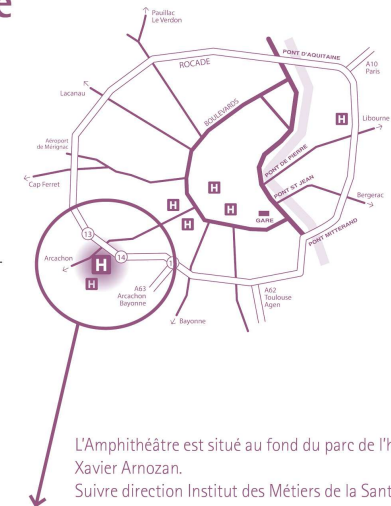 e
Pauillac
Le Verdon
PONT D'AQUITAINE
ROCADE
A10
Paris
Lacanau
BOULEVARDS
H
Libourne
Aéroport
de Mérignac
PONT DE PIERRE
Cap Ferret
H
PONT ST JEAN
H
H
Bergerac
H
GARE
PONT MITTERAND
13
14
Arcachon
H
H
A63
Arcachon
Bayonne
A62
Toulouse
Agen
Bayonne
L'Amphithéâtre est situé au fond du parc de l'h
Xavier Arnozan.
Suivre direction Institut des Métiers de la Sant